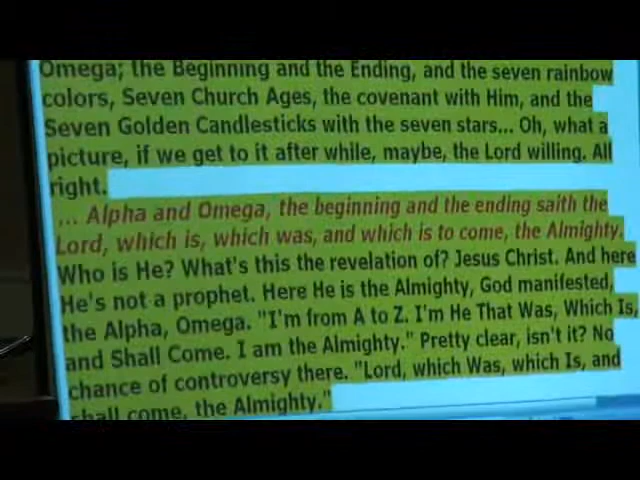 Omega; the Beginning and the Ending, and the seven rainbow
colors, Seven Church Ages, the covenant with Him, and the
Seven Golden Candlesticks with the seven stars... Oh, what a
picture, if we get to it after while, maybe, the Lord willing. All
right.
... Alpha and Omega, the beginning and the ending saith the
Lord, which is, which was, and which is to come, the Almighty.
Who is He? What's this the revelation of? Jesus Christ. And here
He's not a prophet. Here He is the Almighty, God manifested,
the Alpha, Omega. "I'm from A to Z. I'm He That Was, Which Is,
and Shall Come. I am the Almighty." Pretty clear, isn't it? No
chance of controversy there. "Lord, which Was, which Is, and
shall come, the Almighty."